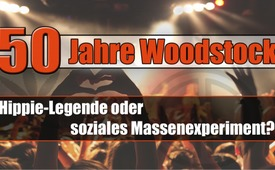 50 Jahre Woodstock
Hippie-Legende oder
soziales Massenexperiment?